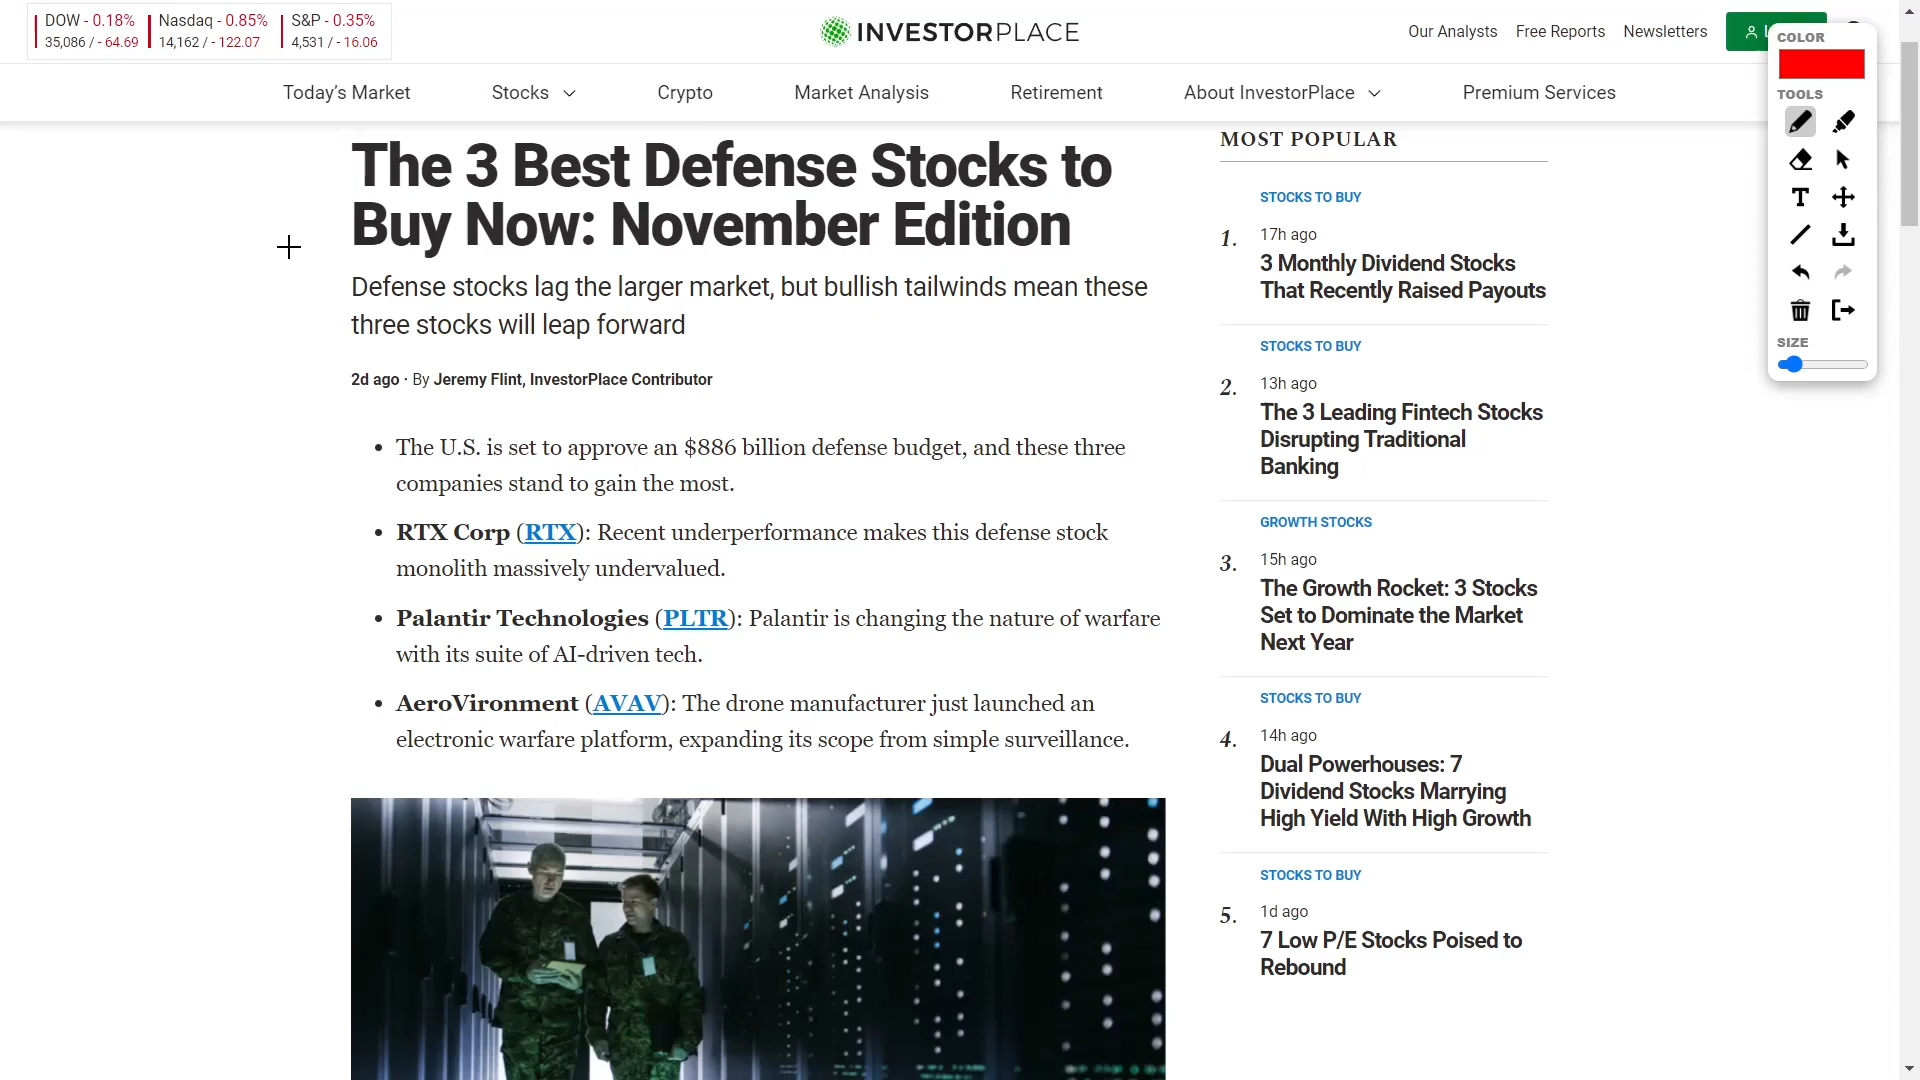 DOW - 0.18%
35,086 / - 64.69
Nasdaq - 0.85%
14,162 / - 122.07
S&P - 0.35%
4,531 / - 16.06
INVESTORPLACE
Our Analysts
Free Reports
Newsletters
Today's Market
Stocks
Crypto
Market Analysis
Retirement
About InvestorPlace
Premium Services
The 3 Best Defense Stocks to
Buy Now: November Edition
Defense stocks lag the larger market, but bullish tailwinds mean these
three stocks will leap forward
2d ago · By Jeremy Flint, InvestorPlace Contributor
• The U.S. is set to approve an $886 billion defense budget, and these three
companies stand to gain the most.
• RTX Corp (RTX): Recent underperformance makes this defense stock
monolith massively undervalued.
• Palantir Technologies (PLTR): Palantir is changing the nature of warfare
with its suite of AI-driven tech.
• AeroVironment (AVAV): The drone manufacturer just launched an
electronic warfare platform, expanding its scope from simple surveillance.
MOST POPULAR
STOCKS TO BUY
1. 17h ago
3 Monthly Dividend Stocks
That Recently Raised Payouts
STOCKS TO BUY
2. 13h ago
The 3 Leading Fintech Stocks
Disrupting Traditional
Banking
GROWTH STOCKS
3. 15h ago
The Growth Rocket: 3 Stocks
Set to Dominate the Market
Next Year
STOCKS TO BUY
4. 14h ago
Dual Powerhouses: 7
Dividend Stocks Marrying
High Yield With High Growth
STOCKS TO BUY
5. 1d ago
7 Low P/E Stocks Poised to
Rebound
COLOR
TOOLS
T
SIZE